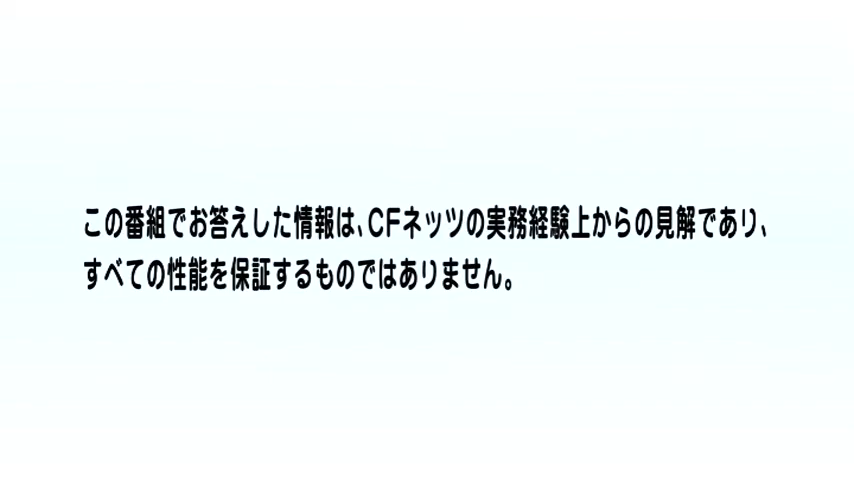 この番組でお答えした情報は、CFネッツの実務経験上からの見解であり、
すべての性能を保証するものではありません。